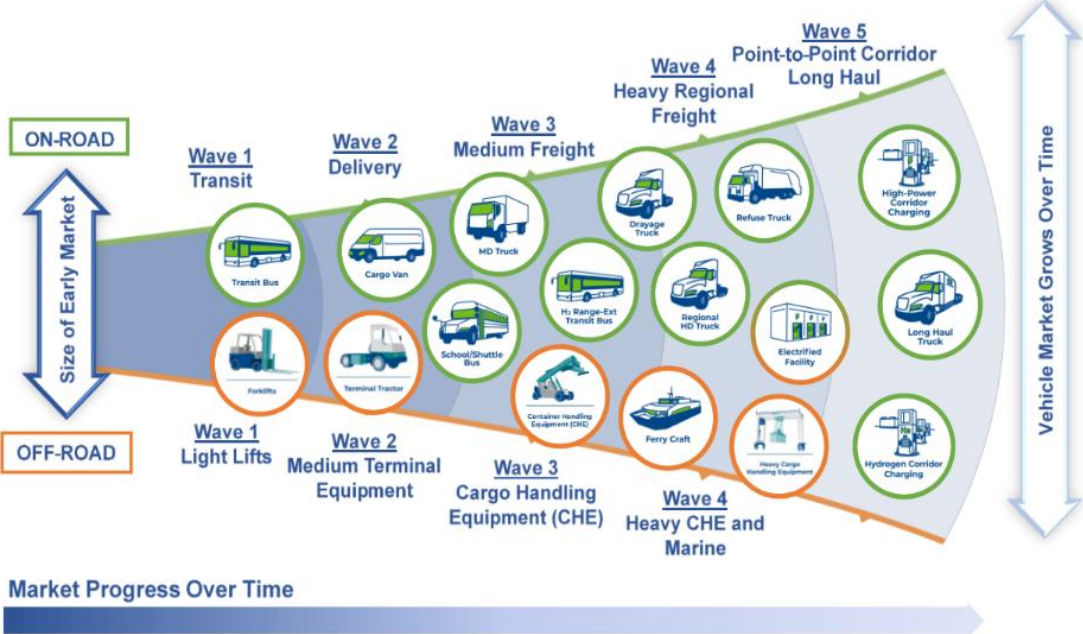 ON-ROAD
Size of Early Market
OFF-ROAD
Wave 1
Transit
Wave 2
Delivery
Wave 3
Medium Freight
Wave 4
Heavy Regional
Freight
Wave 5
Point-to-Point Corridor
Long Haul
Transit Bus
Cargo Van
MD Truck
School/Shuttle
Bus
H₂ Range-Ext
Transit Bus
Drayage
Truck
Regional
HD Truck
Refuse Truck
Electrified
Facility
High-Power
Corridor
Charging
Long Haul
Truck
H₂
Hydrogen Corridor
Charging
Forklifts
Terminal Tractor
Container Handling
Equipment (CHE)
Ferry Craft
Heavy Cargo
Handling Equipment
Wave 1
Light Lifts
Wave 2
Medium Terminal
Equipment
Wave 3
Cargo Handling
Equipment (CHE)
Wave 4
Heavy CHE and
Marine
Vehicle Market Grows Over Time
Market Progress Over Time